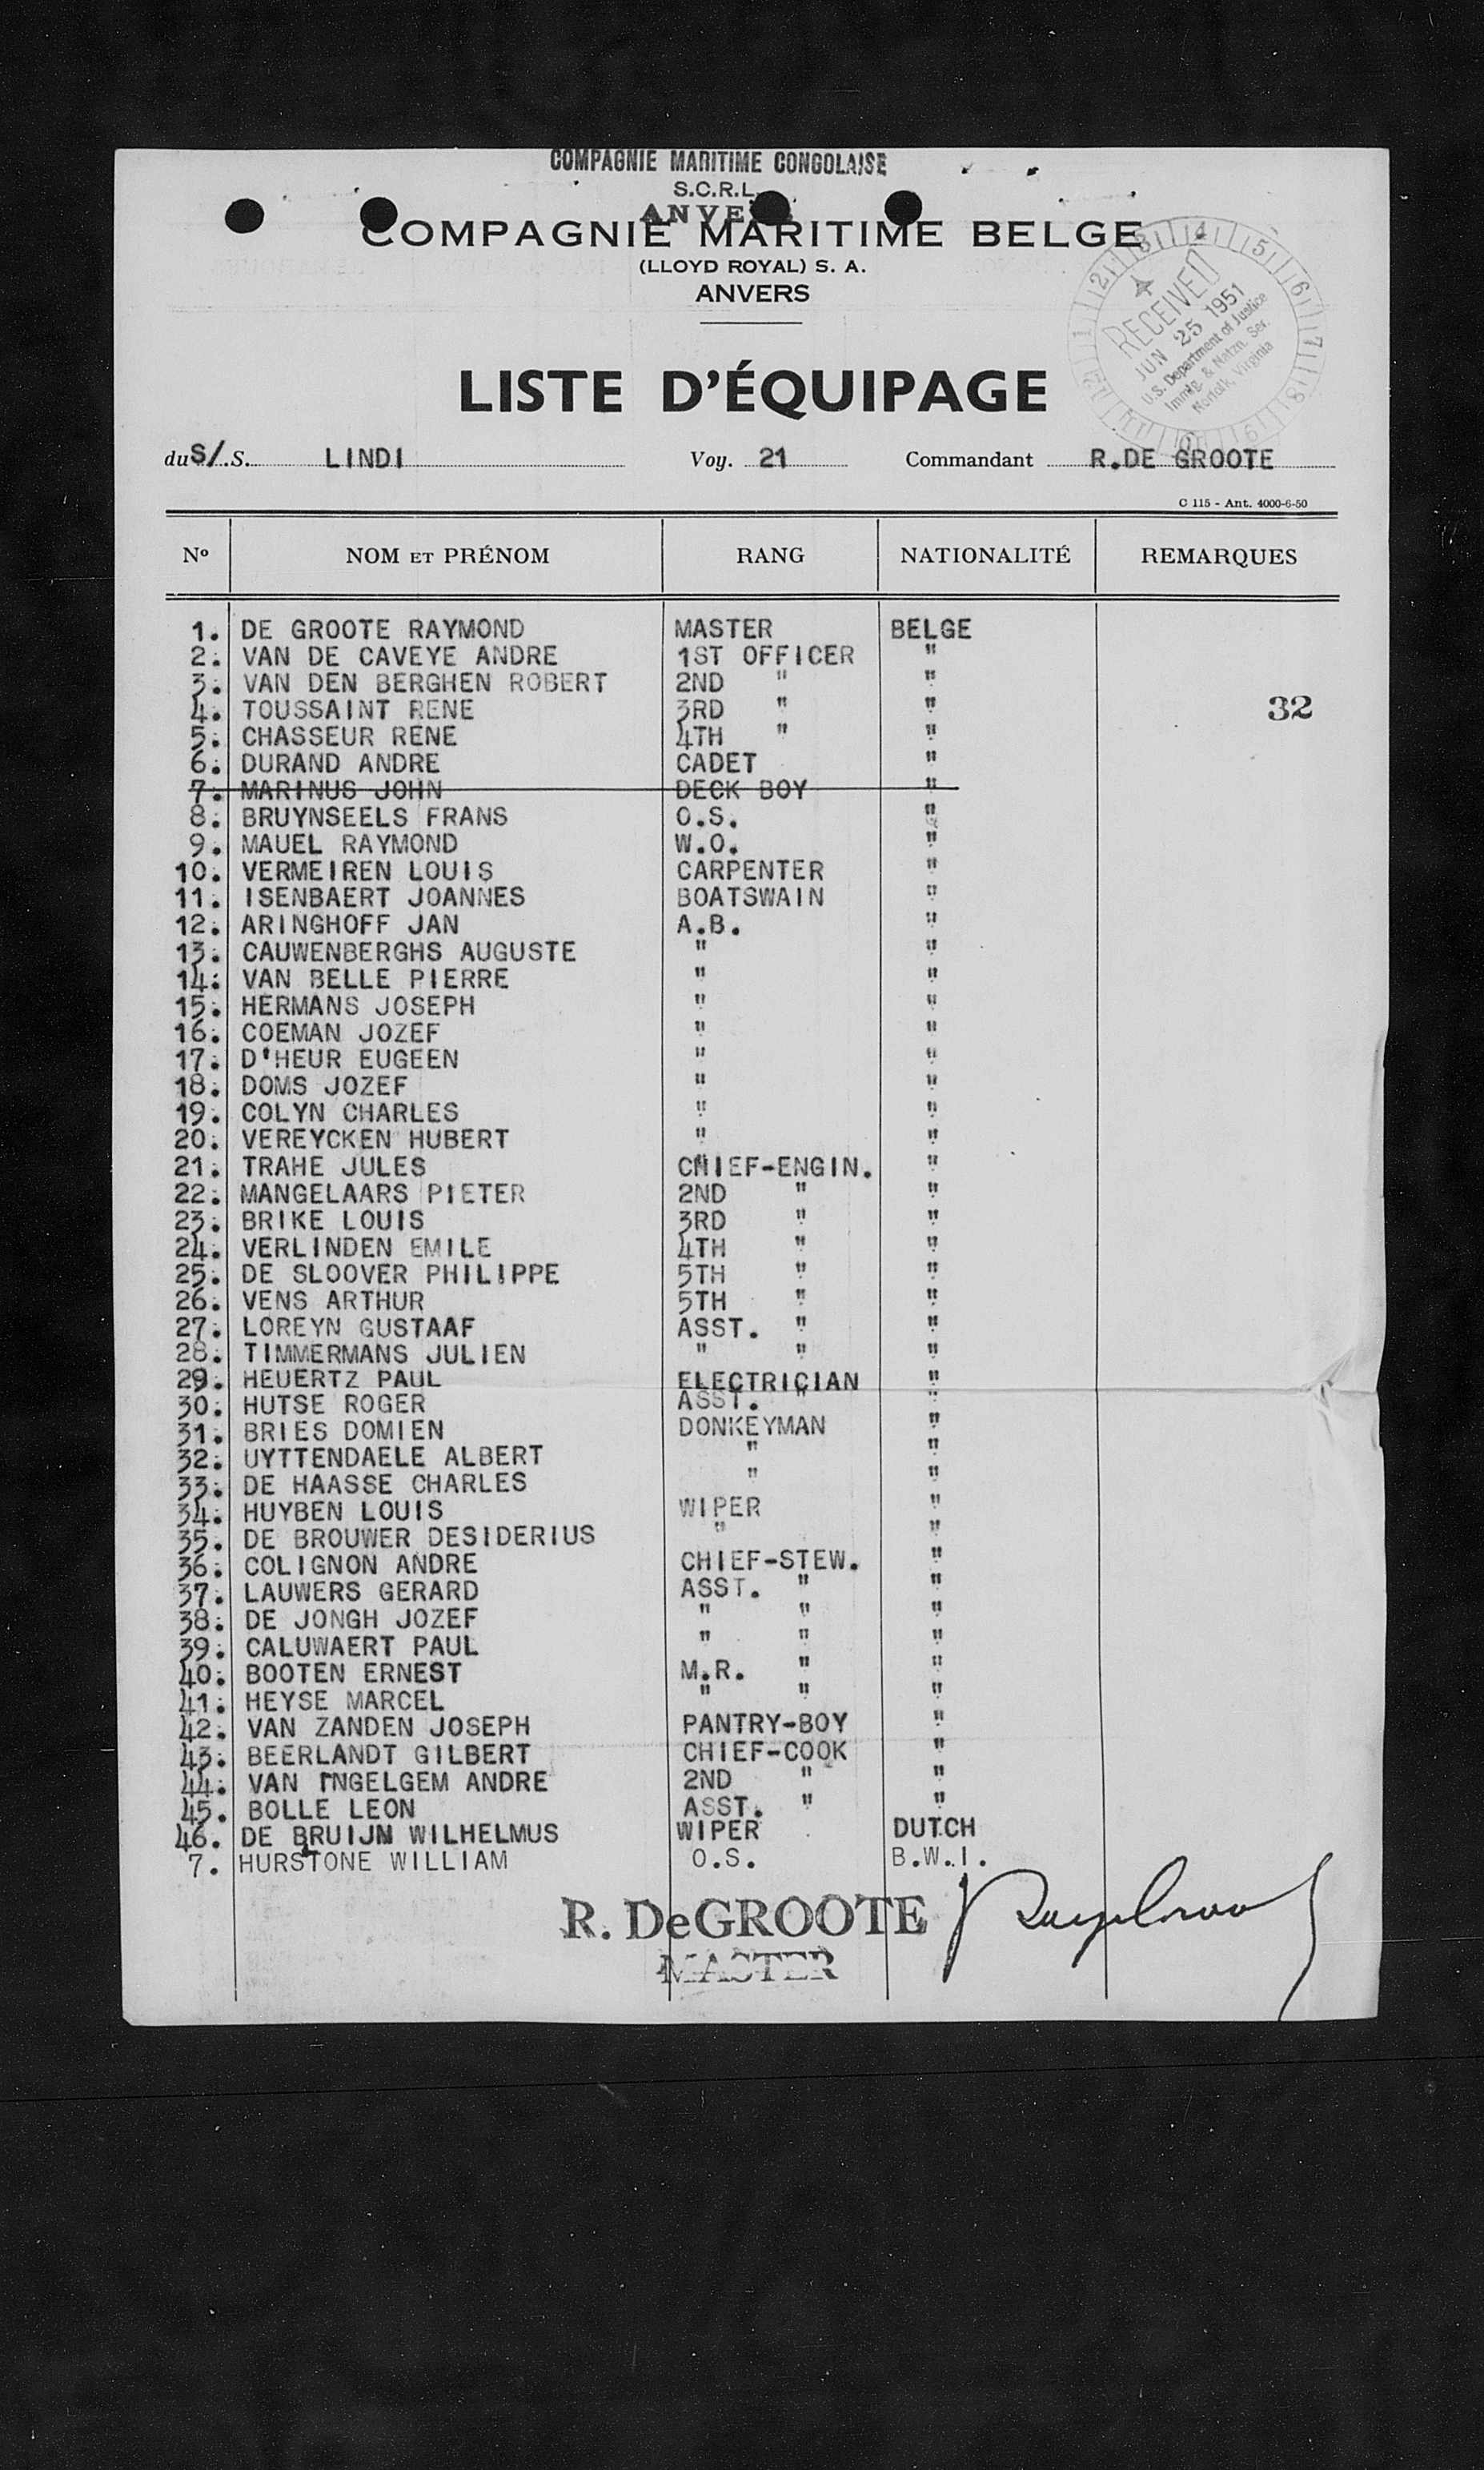 COMPAGNIE MARITIME CONGOLAISE
S.C.R.L.
ANVE
COMPAGNIE MARITIME BELGE
(LLOYD ROYAL) S. A.
ANVERS
RECEIVED
JUN 25 1951
U.S. Department of Justice
Immig. & Natzn. Ser.
Norfolk, Virginia
LISTE D'ÉQUIPAGE
du S/.S. LINDI Voy. 21 Commandant R.DE GROOTE
C 115 - Ant. 4000-6-50
Nº NOM ET PRÉNOM RANG NATIONALITÉ REMARQUES
1. DE GROOTE RAYMOND MASTER BELGE
2. VAN DE CAVEYE ANDRE 1ST OFFICER "
3. VAN DEN BERGHEN ROBERT 2ND " "
4. TOUSSAINT RENE 3RD " " 32
5. CHASSEUR RENE 4TH " "
6. DURAND ANDRE CADET "
7. MARINUS JOHN DECK BOY "
8. BRUYNSEELS FRANS O.S. "
9. MAUEL RAYMOND W.O. "
10. VERMEIREN LOUIS CARPENTER "
11. ISENBAERT JOANNES BOATSWAIN "
12. ARINGHOFF JAN A.B. "
13. CAUWENBERGHS AUGUSTE " "
14. VAN BELLE PIERRE " "
15. HERMANS JOSEPH " "
16. COEMAN JOZEF " "
17. D'HEUR EUGEEN " "
18. DOMS JOZEF " "
19. COLYN CHARLES " "
20. VEREYCKEN HUBERT " "
21. TRAHE JULES CHIEF-ENGIN. "
22. MANGELAARS PIETER 2ND " "
23. BRIKE LOUIS 3RD " "
24. VERLINDEN EMILE 4TH " "
25. DE SLOOVER PHILIPPE 5TH " "
26. VENS ARTHUR 5TH " "
27. LOREYN GUSTAAF ASST. " "
28. TIMMERMANS JULIEN " " "
29. HEUERTZ PAUL ELECTRICIAN "
30. HUTSE ROGER ASST. " "
31. BRIES DOMIEN DONKEYMAN "
32. UYTTENDAELE ALBERT " "
33. DE HAASSE CHARLES " "
34. HUYBEN LOUIS WIPER "
35. DE BROUWER DESIDERIUS " "
36. COLIGNON ANDRE CHIEF-STEW. "
37. LAUWERS GERARD ASST. " "
38. DE JONGH JOZEF " " "
39. CALUWAERT PAUL " " "
40. BOOTEN ERNEST M.R. " "
41. HEYSE MARCEL " " "
42. VAN ZANDEN JOSEPH PANTRY-BOY "
43. BEERLANDT GILBERT CHIEF-COOK "
44. VAN INGELGEM ANDRE 2ND " "
45. BOLLE LEON ASST. " "
46. DE BRUIJN WILHELMUS WIPER DUTCH
7. HURSTONE WILLIAM O.S. B.W.I.
R. DeGROOTE
MASTER